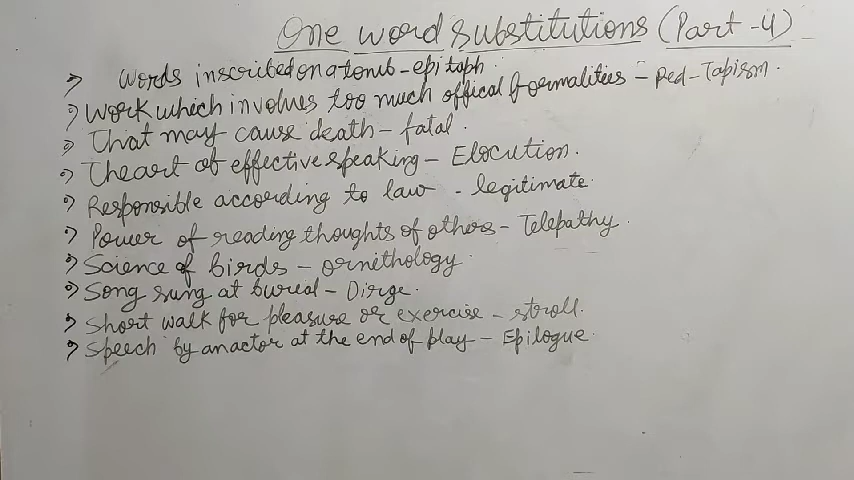 One word substitutions (Part -4)
words inscribed on a tomb - epitaph.
work which involves too much offical formalities - Red-Tapism.
That may cause death - fatal.
The art of effective speaking - Elocution.
Responsible according to law - legitimate.
Power of reading thoughts of others - Telepathy.
Science of birds - ornithology.
Song sung at bureal - Dirge.
Short walk for pleasure or exercise - stroll.
Speech by an actor at the end of play - Epilogue.